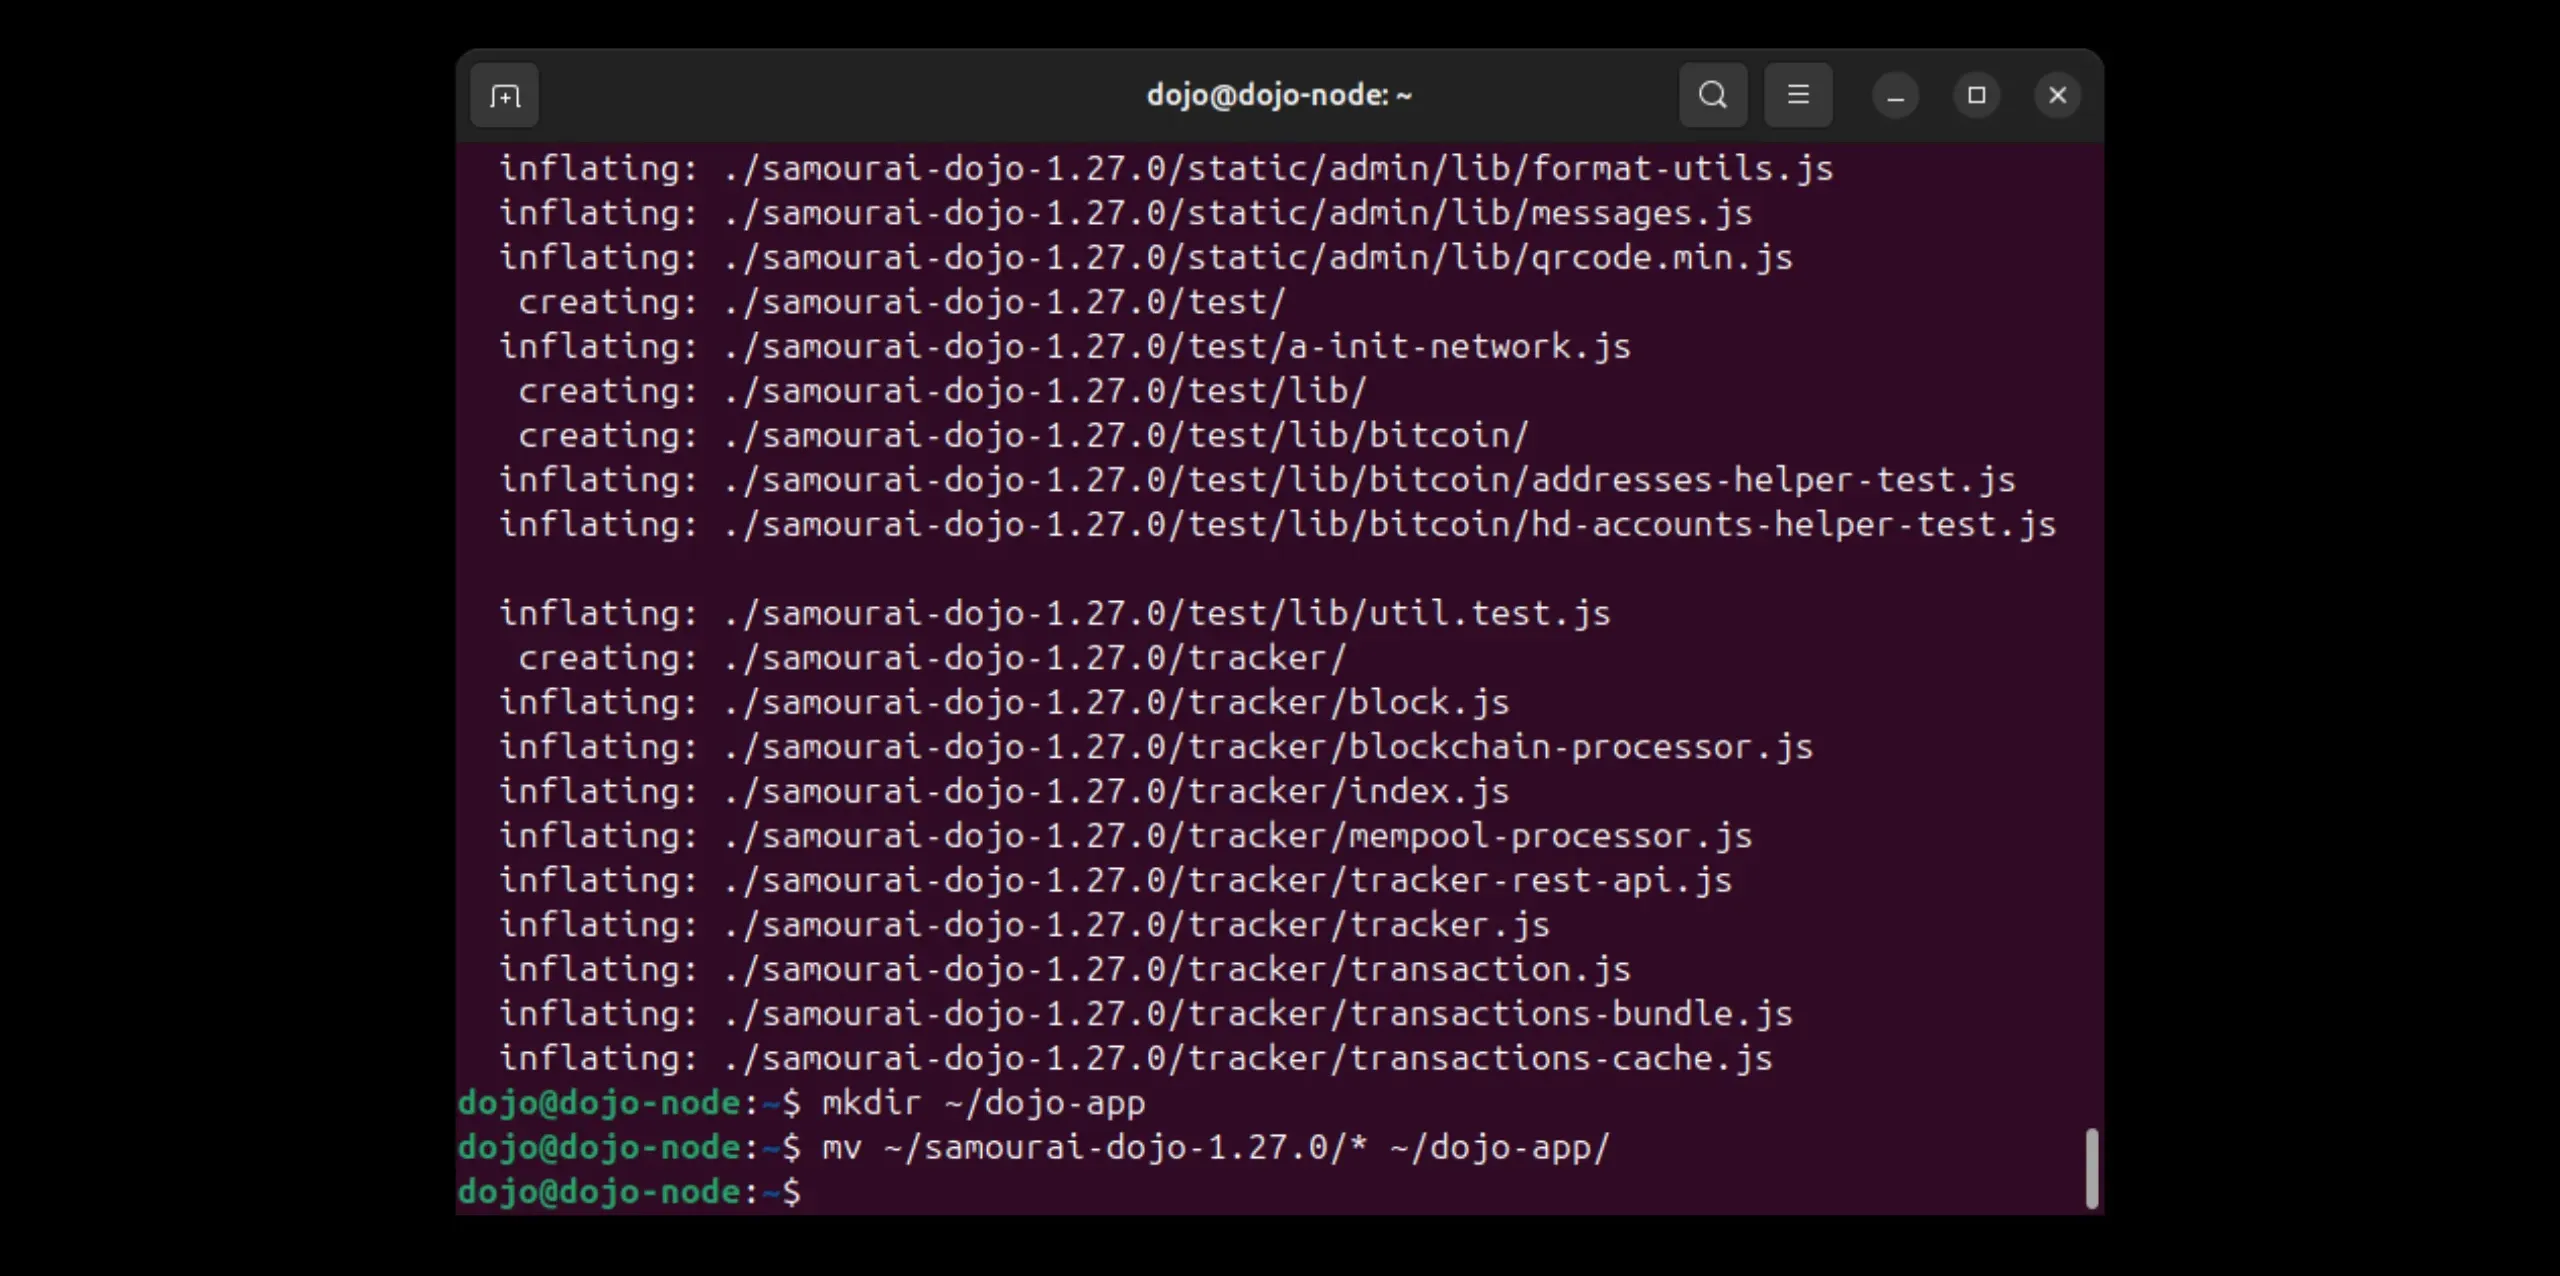 dojo@dojo-node: ~
inflating: ./samourai-dojo-1.27.0/static/admin/lib/format-utils.js
inflating: ./samourai-dojo-1.27.0/static/admin/lib/messages.js
inflating: ./samourai-dojo-1.27.0/static/admin/lib/qrcode.min.js
creating: ./samourai-dojo-1.27.0/test/
inflating: ./samourai-dojo-1.27.0/test/a-init-network.js
creating: ./samourai-dojo-1.27.0/test/lib/
creating: ./samourai-dojo-1.27.0/test/lib/bitcoin/
inflating: ./samourai-dojo-1.27.0/test/lib/bitcoin/addresses-helper-test.js
inflating: ./samourai-dojo-1.27.0/test/lib/bitcoin/hd-accounts-helper-test.js
inflating: ./samourai-dojo-1.27.0/test/lib/util.test.js
creating: ./samourai-dojo-1.27.0/tracker/
inflating: ./samourai-dojo-1.27.0/tracker/block.js
inflating: ./samourai-dojo-1.27.0/tracker/blockchain-processor.js
inflating: ./samourai-dojo-1.27.0/tracker/index.js
inflating: ./samourai-dojo-1.27.0/tracker/mempool-processor.js
inflating: ./samourai-dojo-1.27.0/tracker/tracker-rest-api.js
inflating: ./samourai-dojo-1.27.0/tracker/tracker.js
inflating: ./samourai-dojo-1.27.0/tracker/transaction.js
inflating: ./samourai-dojo-1.27.0/tracker/transactions-bundle.js
inflating: ./samourai-dojo-1.27.0/tracker/transactions-cache.js
dojo@dojo-node:~$ mkdir ~/dojo-app
dojo@dojo-node:~$ mv ~/samourai-dojo-1.27.0/* ~/dojo-app/
dojo@dojo-node:~$